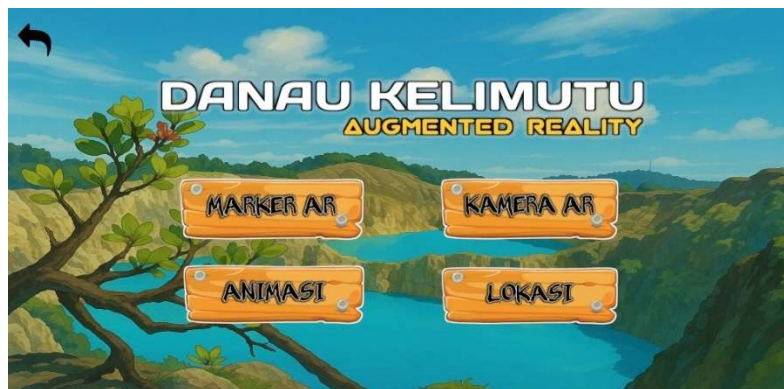 DANAU KELIMUTU
AUGMENTED REALITY
MARKER AR
KAMERA AR
ANIMASI
LOKASI